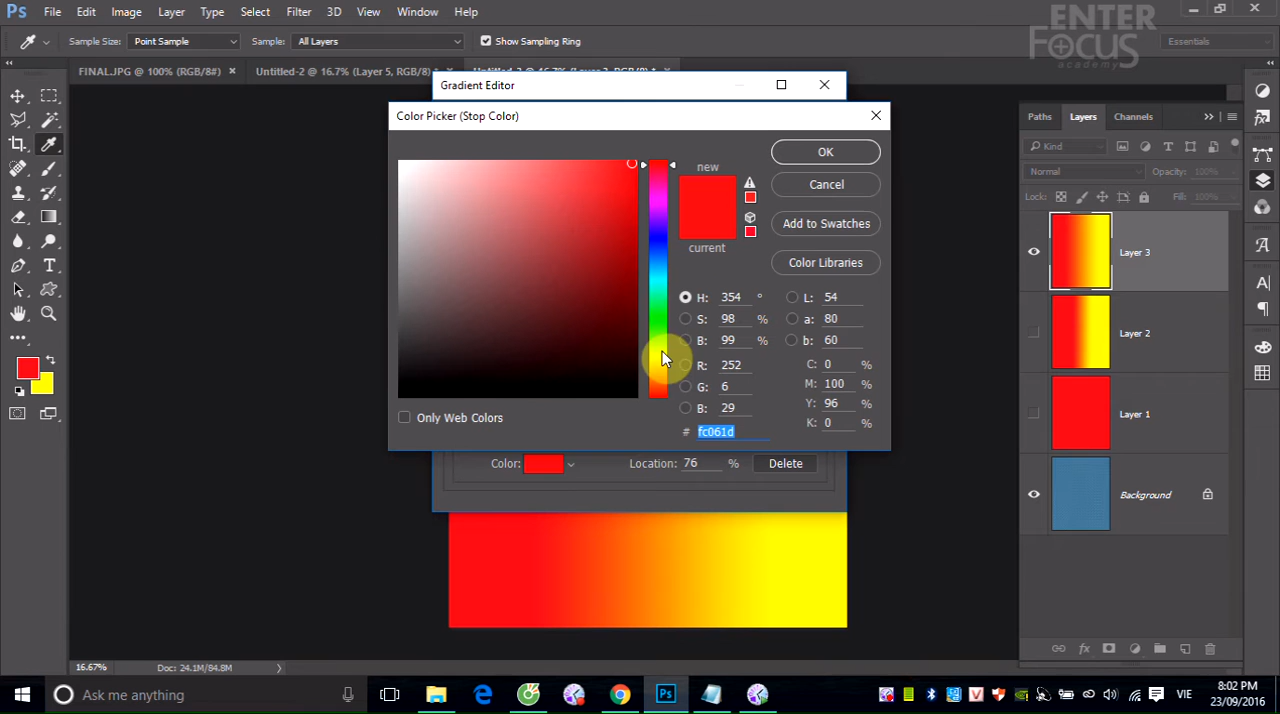 Ps File Edit Image Layer Type Select Filter 3D View Window Help
ENTER
FOCUS
academy
Sample Size: Point Sample Sample: All Layers Show Sampling Ring Essentials
FINAL.JPG @ 100% (RGB/8#) × Untitled-2 @ 16.7% (Layer 5, RGB/8) *
Gradient Editor
Color Picker (Stop Color)
new
current
OK
Cancel
Add to Swatches
Color Libraries
H: 354 °
S: 98 %
B: 99 %
R: 252
G: 6
B: 29
# fc061d
L: 54
a: 80
b: 60
C: 0 %
M: 100 %
Y: 96 %
K: 0 %
Only Web Colors
Color: Location: 76 % Delete
Paths Layers Channels
Kind
Normal Opacity: 100%
Lock: Fill: 100%
Layer 3
Layer 2
Layer 1
Background
16.67% Doc: 24.1M/84.8M
Ask me anything
VIE
8:02 PM
23/09/2016